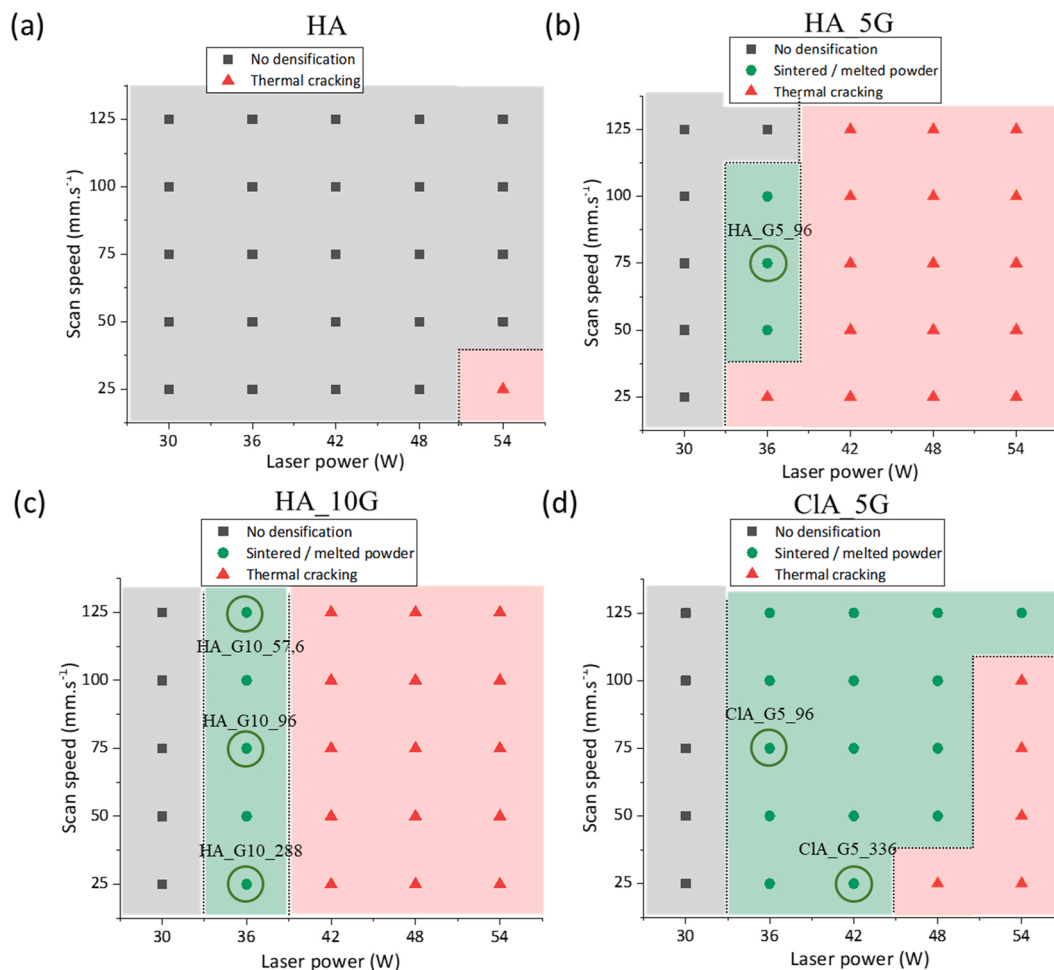 (a)
HA
No densification
Thermal cracking
125
100
75
50
25
Scan speed (mm.s⁻¹)
30 36 42 48 54
Laser power (W)
(b)
HA_5G
No densification
Sintered / melted powder
Thermal cracking
125
100
HA_G5_96
75
50
25
Scan speed (mm.s⁻¹)
30 36 42 48 54
Laser power (W)
(c)
HA_10G
No densification
Sintered / melted powder
Thermal cracking
125
HA_G10_57,6
100
HA_G10_96
75
50
HA_G10_288
25
Scan speed (mm.s⁻¹)
30 36 42 48 54
Laser power (W)
(d)
ClA_5G
No densification
Sintered / melted powder
Thermal cracking
125
100
ClA_G5_96
75
50
ClA_G5_336
25
Scan speed (mm.s⁻¹)
30 36 42 48 54
Laser power (W)